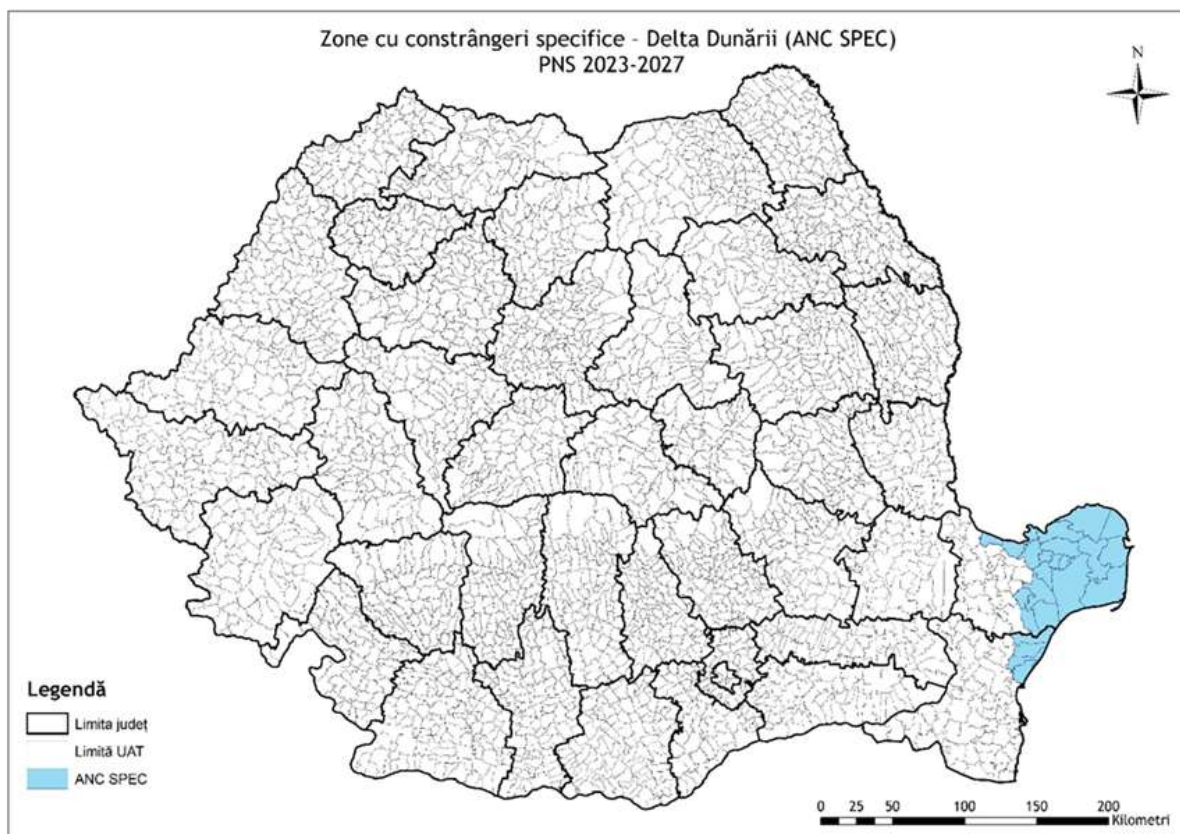 Zone cu constrângeri specifice - Delta Dunării (ANC SPEC)
PNS 2023-2027
N
Legendă
Limita județ
Limită UAT
ANC SPEC
0 25 50 100 150 200
Kilometri